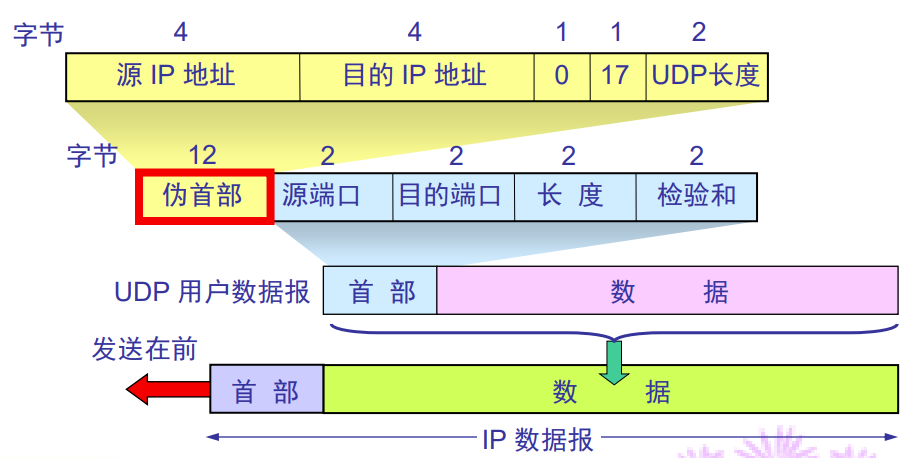 字节 4 4 1 1 2
源 IP 地址 目的 IP 地址 0 17 UDP长度
字节 12 2 2 2 2
伪首部 源端口 目的端口 长 度 检验和
UDP 用户数据报 首 部 数 据
发送在前
首 部 数 据
IP 数据报